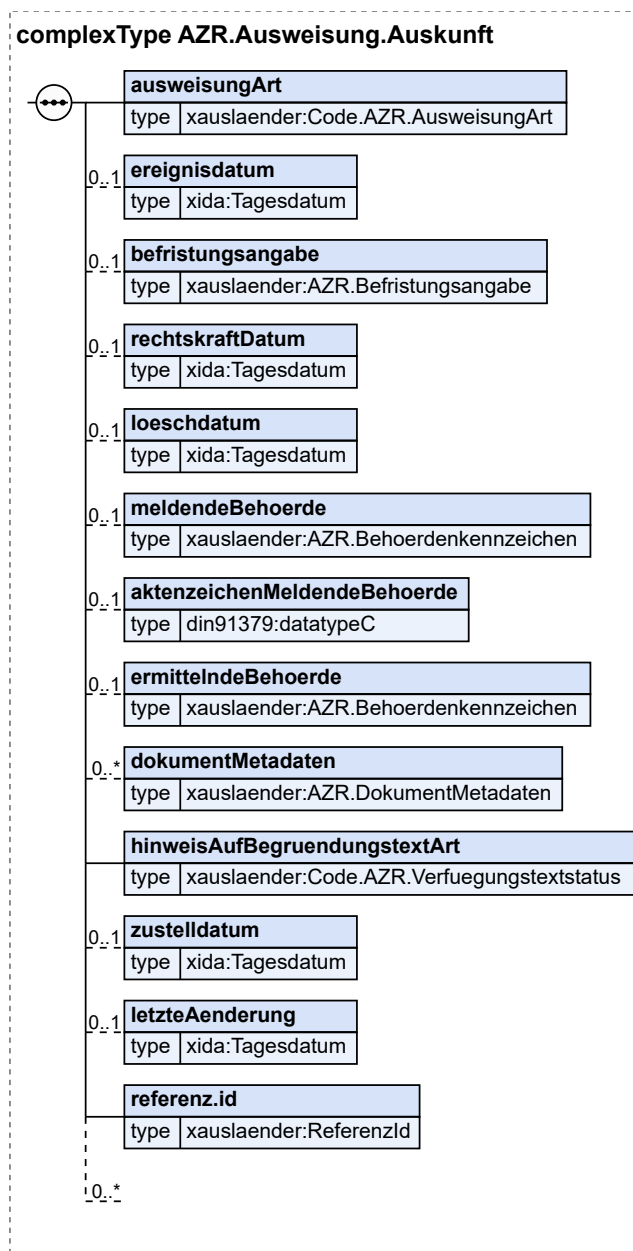 complexType AZR.Ausweisung.Auskunft
ausweisungArt
type xauslaender:Code.AZR.AusweisungArt
0..1 ereignisdatum
type xida:Tagesdatum
0..1 befristungsangabe
type xauslaender:AZR.Befristungsangabe
0..1 rechtskraftDatum
type xida:Tagesdatum
0..1 loeschdatum
type xida:Tagesdatum
0..1 meldendeBehoerde
type xauslaender:AZR.Behoerdenkennzeichen
0..1 aktenzeichenMeldendeBehoerde
type din91379:datatypeC
0..1 ermittelndeBehoerde
type xauslaender:AZR.Behoerdenkennzeichen
0..* dokumentMetadaten
type xauslaender:AZR.DokumentMetadaten
hinweisAufBegruendungstextArt
type xauslaender:Code.AZR.Verfuegungstextstatus
0..1 zustelldatum
type xida:Tagesdatum
0..1 letzteAenderung
type xida:Tagesdatum
referenz.id
type xauslaender:ReferenzId
0..*